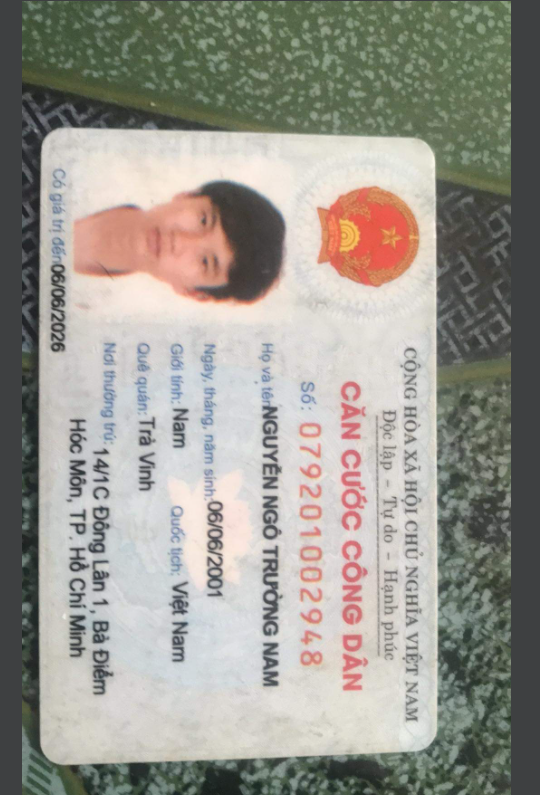 CỘNG HÒA XÃ HỘI CHỦ NGHĨA VIỆT NAM
Độc lập - Tự do - Hạnh phúc
CĂN CƯỚC CÔNG DÂN
Số: 079201002948
Họ và tên: NGUYỄN NGÔ TRƯỜNG NAM
Ngày, tháng, năm sinh: 06/06/2001
Giới tính: Nam Quốc tịch: Việt Nam
Quê quán: Trà Vinh
Nơi thường trú: 14/1C Đồng Lân 1, Bà Điểm
Hóc Môn, TP. Hồ Chí Minh
Có giá trị đến: 06/06/2026